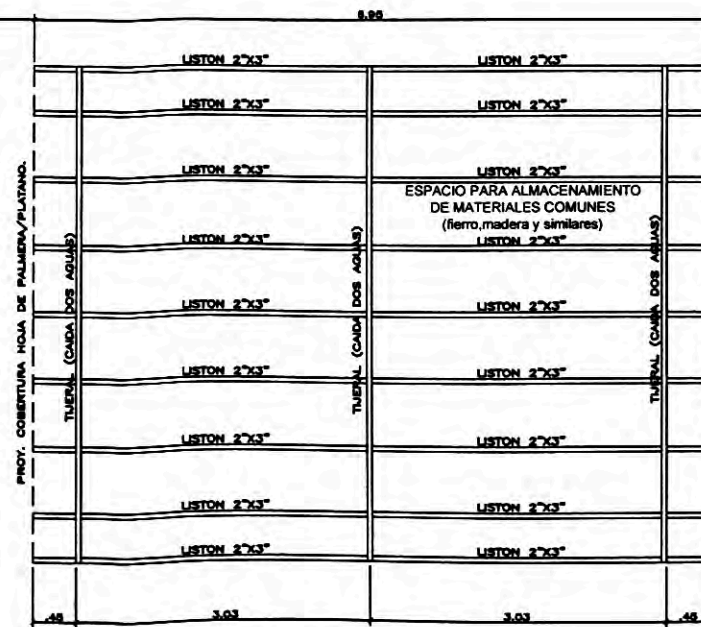 6.95
LISTON 2"X3" LISTON 2"X3"
LISTON 2"X3" LISTON 2"X3"
LISTON 2"X3" LISTON 2"X3"
ESPACIO PARA ALMACENAMIENTO
DE MATERIALES COMUNES
(fierro,madera y similares)
LISTON 2"X3" LISTON 2"X3"
LISTON 2"X3" LISTON 2"X3"
LISTON 2"X3" LISTON 2"X3"
LISTON 2"X3" LISTON 2"X3"
LISTON 2"X3" LISTON 2"X3"
LISTON 2"X3" LISTON 2"X3"
PROY. COBERTURA HOJA DE PALMERA/PLATANO.
TIJERAL (CAIDA DOS AGUAS)
TIJERAL (CAIDA DOS AGUAS)
TIJERAL (CAIDA DOS AGUAS)
.45 3.03 3.03 .45